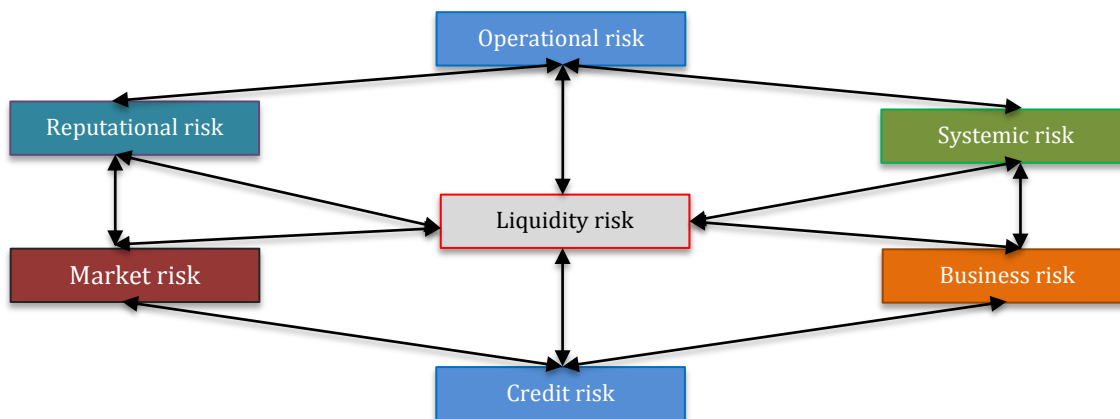 Operational risk
Reputational risk
Systemic risk
Liquidity risk
Market risk
Business risk
Credit risk